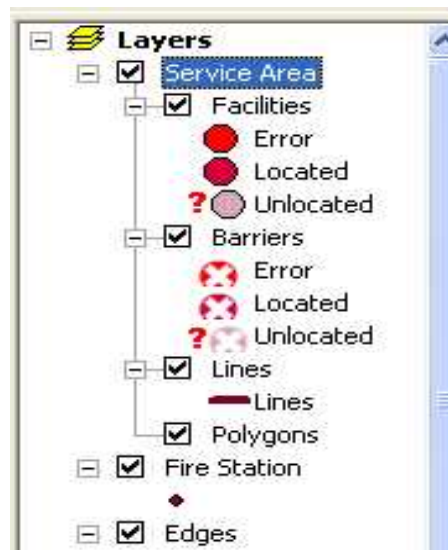 Layers
Service Area
Facilities
Error
Located
? Unlocated
Barriers
Error
Located
? Unlocated
Lines
Lines
Polygons
Fire Station
Edges